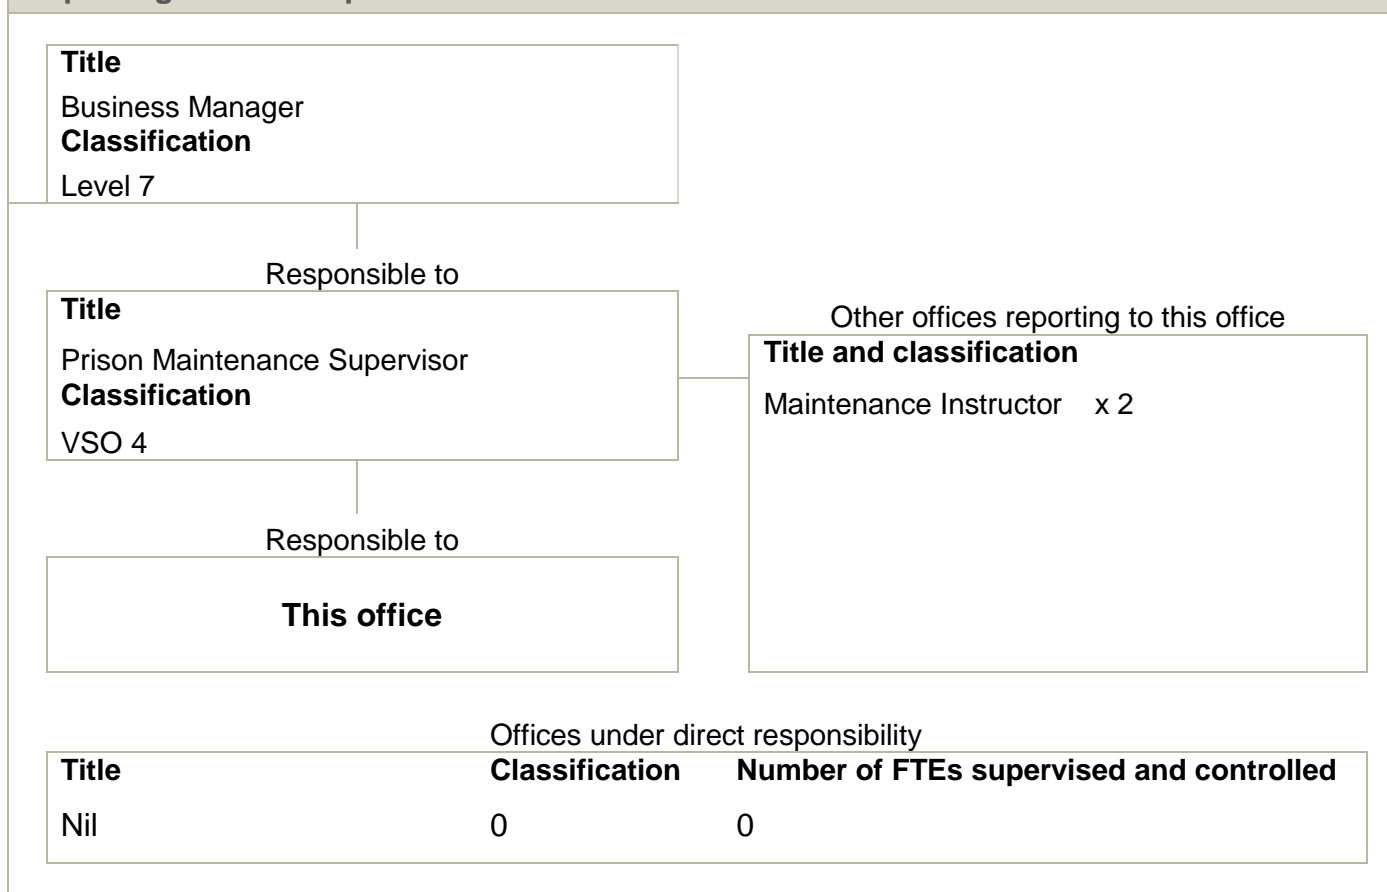 Title
Business Manager
Classification
Level 7
Responsible to
Title
Prison Maintenance Supervisor
Classification
VSO 4
Other offices reporting to this office
Title and classification
Maintenance Instructor x 2
Responsible to
This office
Offices under direct responsibility
Title Classification Number of FTEs supervised and controlled
Nil 0 0